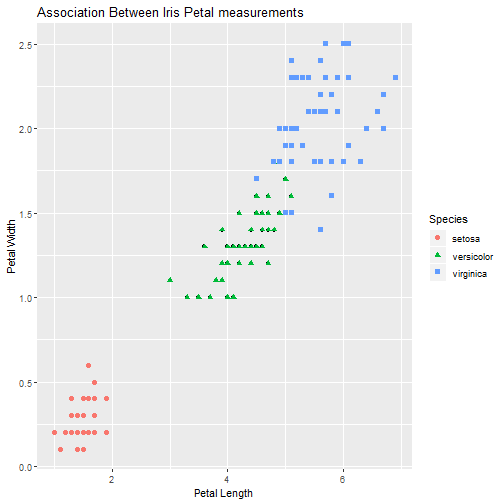 Association Between Iris Petal measurements
2.5
2.0
1.5
1.0
0.5
0.0
Petal Width
2
4
6
Petal Length
Species
setosa
versicolor
virginica